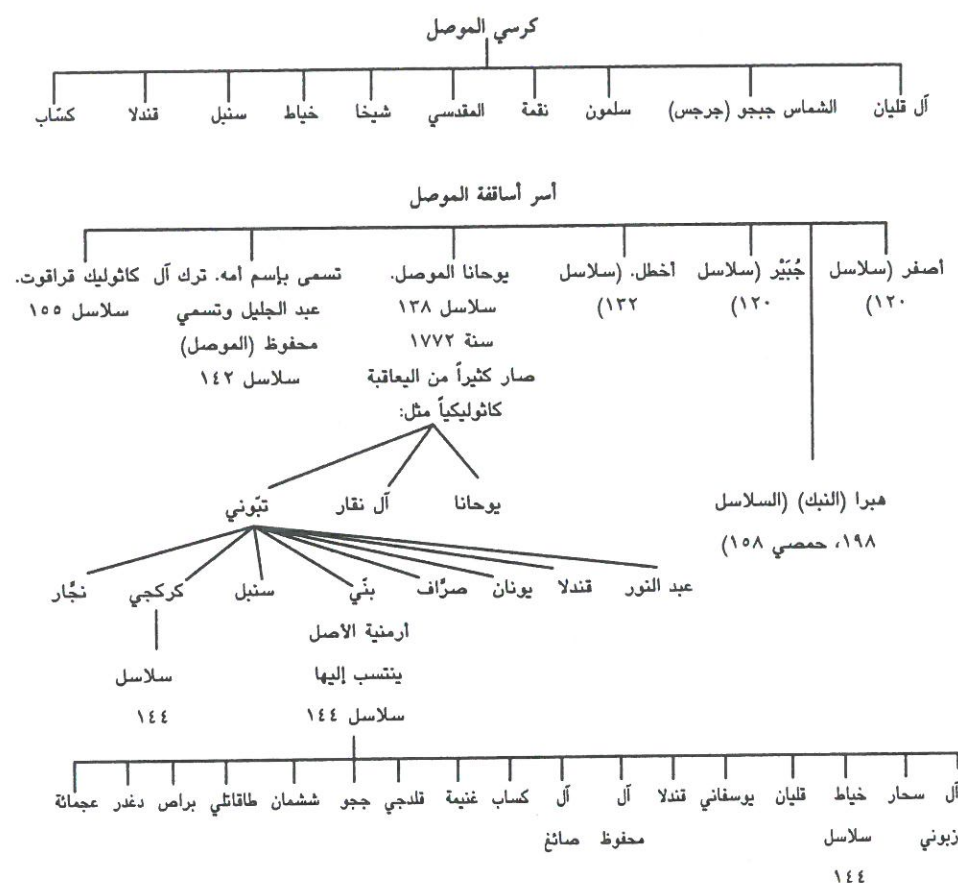 كرسي الموصل
آل قليان	الشماس جبجو (جرجس)	سلمون	نقمة	المقدسي	شيخا	خياط	سنبل	قندلا	كسّاب
أسر أساقفة الموصل
أصفر (سلاسل
١٢٠)
جُبَيْر (سلاسل
١٢٠)
أخطل. (سلاسل
١٣٢)
يوحانا الموصل.
سلاسل ١٣٨
سنة ١٧٧٢
صار كثيراً من اليعاقبة
كاثوليكياً مثل:
تسمى بإسم أمه. ترك آل
عبد الجليل وتسمي
محفوظ (الموصل)
سلاسل ١٤٢
كاثوليك قراقوت.
سلاسل ١٥٥
هبرا (النبك) (السلاسل
١٩٨، حمصي ١٥٨)
يوحانا	آل نقار	تبّوني
عبد النور	قندلا	يونان	صرَّاف	بنّي	سنبل	كركجي	نجَّار
أرمنية الأصل
ينتسب إليها
سلاسل ١٤٤
سلاسل
١٤٤
آل زبوني	سحار	خياط	قليان	يوسفاني	قندلا	آل محفوظ	آل صائغ	كساب	غنيمة	قلدجي	ججو	ششمان	طاقاتلي	براص	دغدر	عجماثة
سلاسل
١٤٤